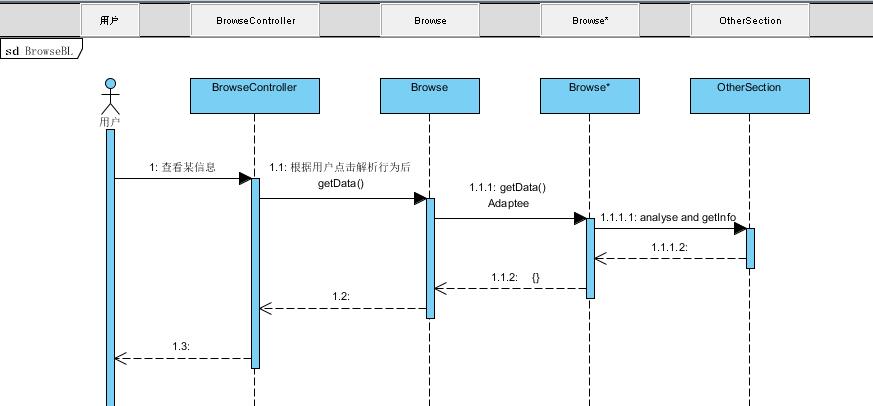 用户
BrowseController
Browse
Browse*
OtherSection
sd BrowseBL
BrowseController
Browse
Browse*
OtherSection
用户
1: 查看某信息
1.1: 根据用户点击解析行为后
getData()
1.1.1: getData()
Adaptee
1.1.1.1: analyse and getInfo
1.1.1.2:
1.1.2: {}
1.2:
1.3: